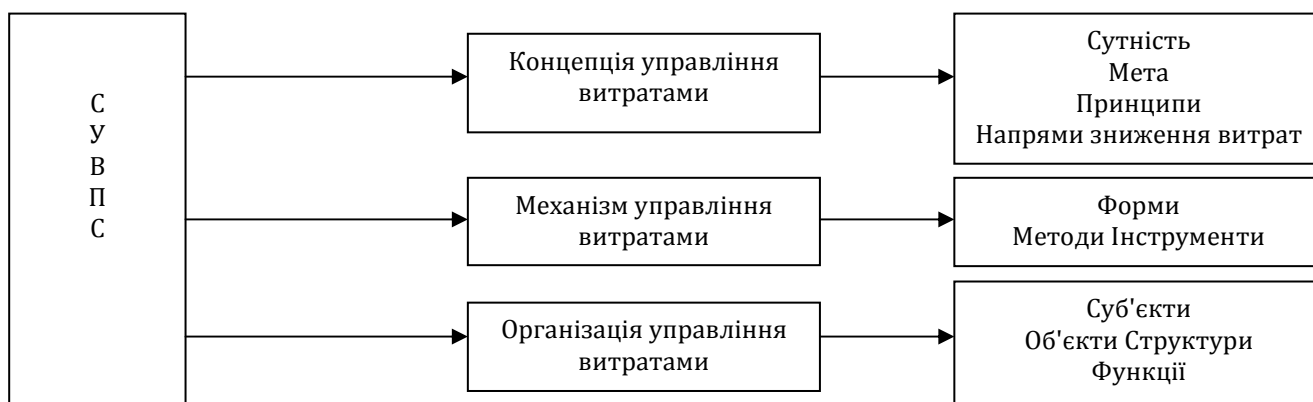 С
У
В
П
С
Концепція управління
витратами
Сутність
Мета
Принципи
Напрями зниження витрат
Механізм управління
витратами
Форми
Методи Інструменти
Організація управління
витратами
Суб'єкти
Об'єкти Структури
Функції